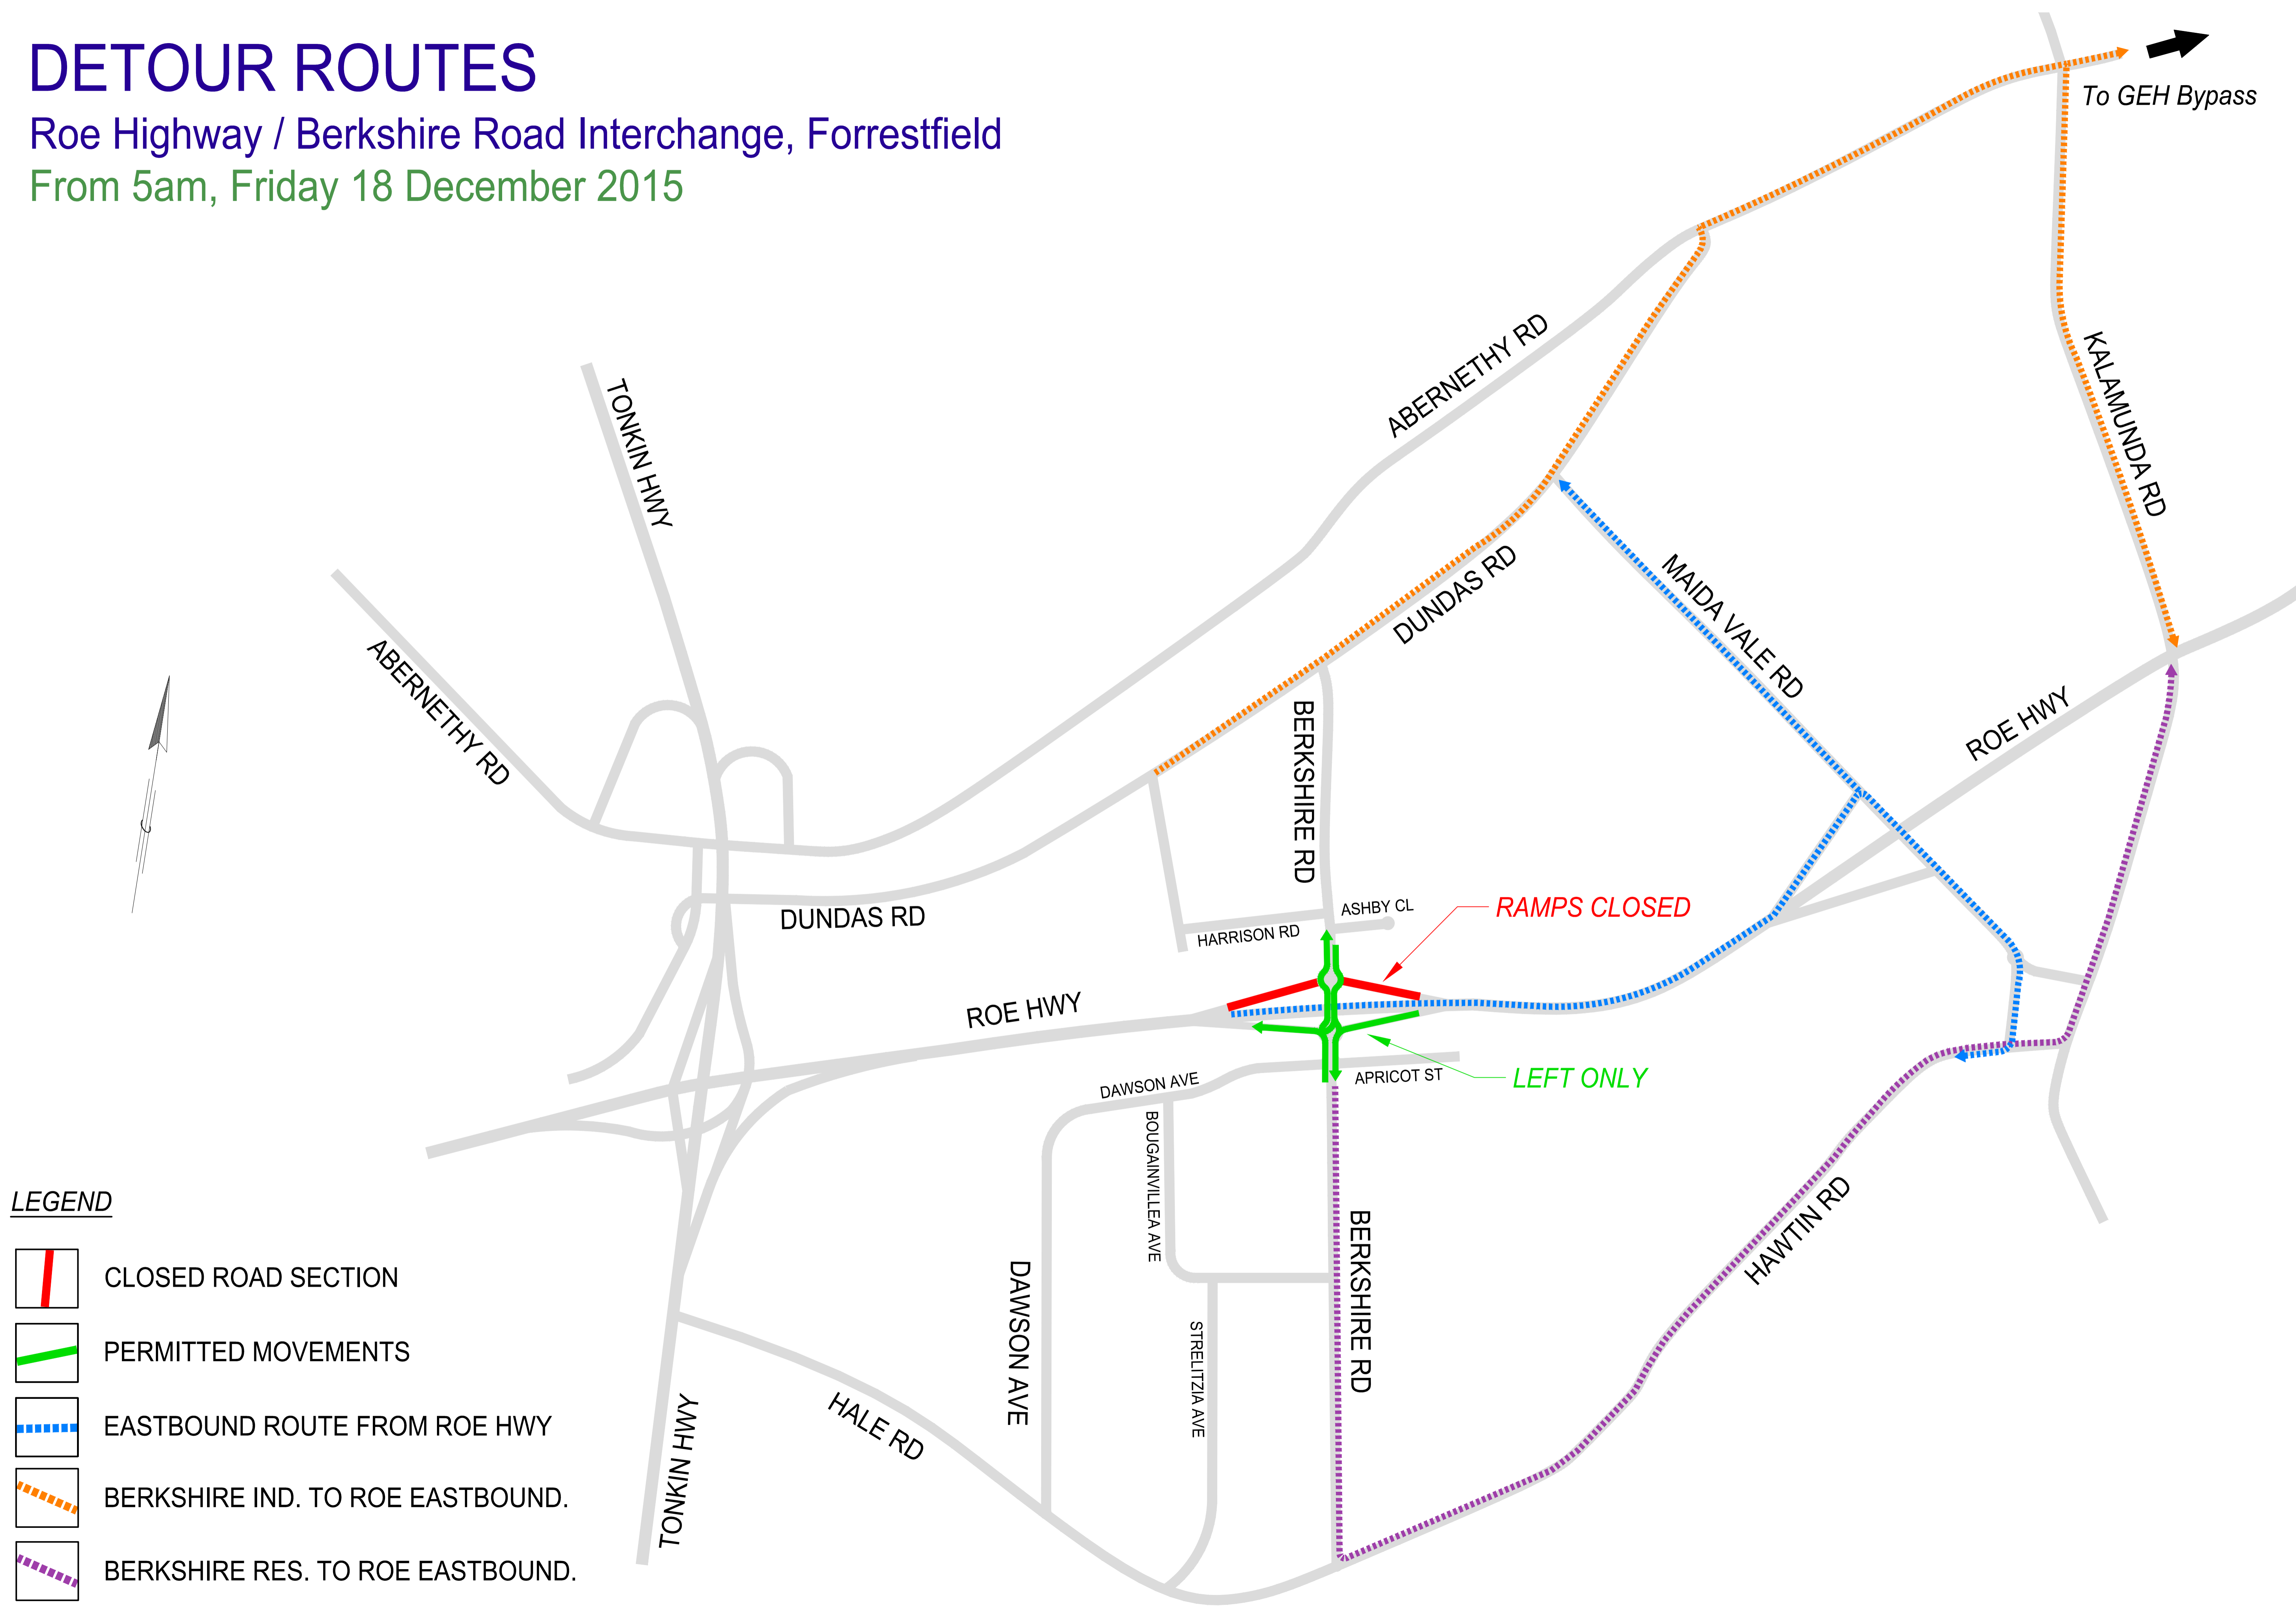 DETOUR ROUTES
Roe Highway / Berkshire Road Interchange, Forrestfield
From 5am, Friday 18 December 2015
To GEH Bypass
TONKIN HWY
ABERNETHY RD
KALAMUNDA RD
ABERNETHY RD
DUNDAS RD
MAIDA VALE RD
BERKSHIRE RD
ROE HWY
DUNDAS RD
ASHBY CL
HARRISON RD
RAMPS CLOSED
ROE HWY
DAWSON AVE
APRICOT ST
LEFT ONLY
BOUGAINVILLEA AVE
HAWTIN RD
BERKSHIRE RD
DAWSON AVE
STRELITZIA AVE
HALE RD
TONKIN HWY
LEGEND
CLOSED ROAD SECTION
PERMITTED MOVEMENTS
EASTBOUND ROUTE FROM ROE HWY
BERKSHIRE IND. TO ROE EASTBOUND.
BERKSHIRE RES. TO ROE EASTBOUND.